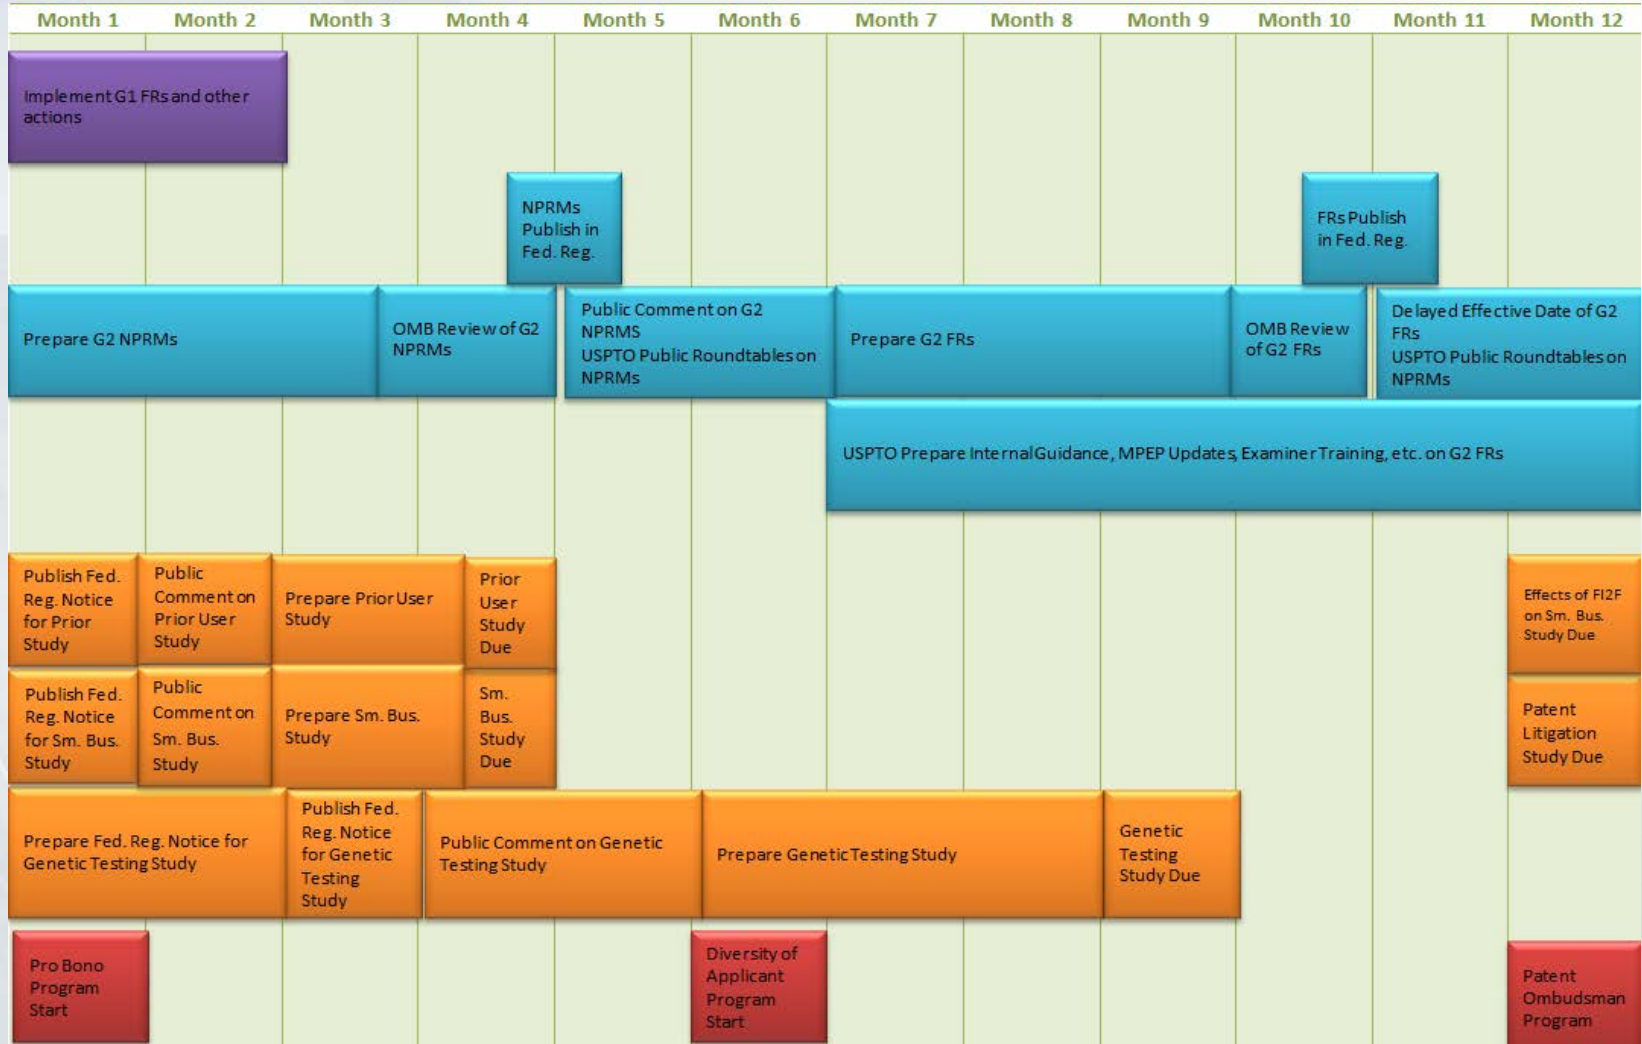 Month 1
Month 2
Month 3
Month 4
Month 5
Month 6
Month 7
Month 8
Month 9
Month 10
Month 11
Month 12
Implement G1 FRs and other
actions
NPRMs
Publish in
Fed. Reg.
FRs Publish
in Fed. Reg.
Prepare G2 NPRMs
OMB Review of G2
NPRMs
Public Comment on G2
NPRMS
USPTO Public Roundtables on
NPRMs
Prepare G2 FRs
OMB Review
of G2 FRs
Delayed Effective Date of G2
FRs
USPTO Public Roundtables on
NPRMs
USPTO Prepare Internal Guidance, MPEP Updates, Examiner Training, etc. on G2 FRs
Publish Fed.
Reg. Notice
for Prior
Study
Public
Comment on
Prior User
Study
Prepare Prior User
Study
Prior
User
Study
Due
Effects of FI2F
on Sm. Bus.
Study Due
Publish Fed.
Reg. Notice
for Sm. Bus.
Study
Public
Comment on
Sm. Bus.
Study
Prepare Sm. Bus.
Study
Sm.
Bus.
Study
Due
Patent
Litigation
Study Due
Prepare Fed. Reg. Notice for
Genetic Testing Study
Publish Fed.
Reg. Notice
for Genetic
Testing
Study
Public Comment on Genetic
Testing Study
Prepare Genetic Testing Study
Genetic
Testing
Study Due
Pro Bono
Program
Start
Diversity of
Applicant
Program
Start
Patent
Ombudsman
Program